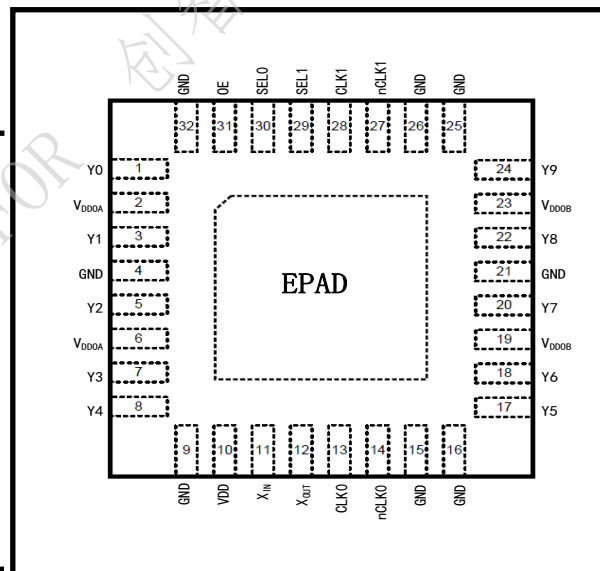 创智
FOR
GND OE SEL0 SEL1 CLK1 nCLK1 GND GND
32 31 30 29 28 27 26 25
Y0 1 24 Y9
VDDOA 2 23 VDDOB
Y1 3 22 Y8
GND 4 21 GND
EPAD
Y2 5 20 Y7
VDDOA 6 19 VDDOB
Y3 7 18 Y6
Y4 8 17 Y5
9 10 11 12 13 14 15 16
GND VDD XIN XOUT CLK0 nCLK0 GND GND